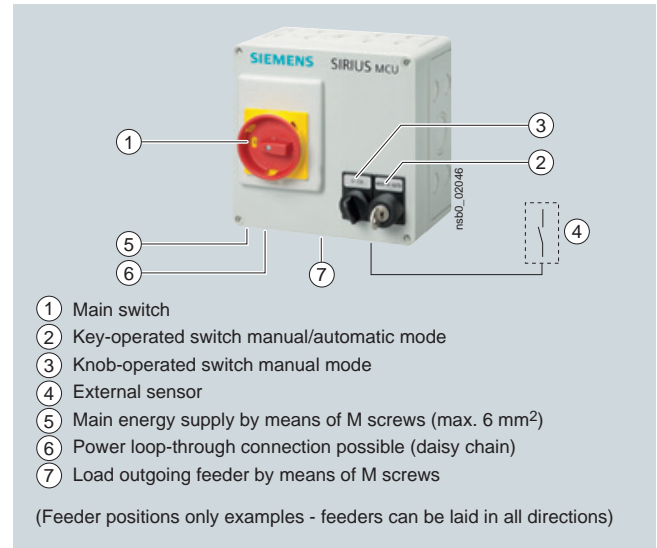 SIEMENS SIRIUS MCU
1
3
2
nsb0_02046
4
5
6
7
1 Main switch
2 Key-operated switch manual/automatic mode
3 Knob-operated switch manual mode
4 External sensor
5 Main energy supply by means of M screws (max. 6 mm²)
6 Power loop-through connection possible (daisy chain)
7 Load outgoing feeder by means of M screws
(Feeder positions only examples - feeders can be laid in all directions)